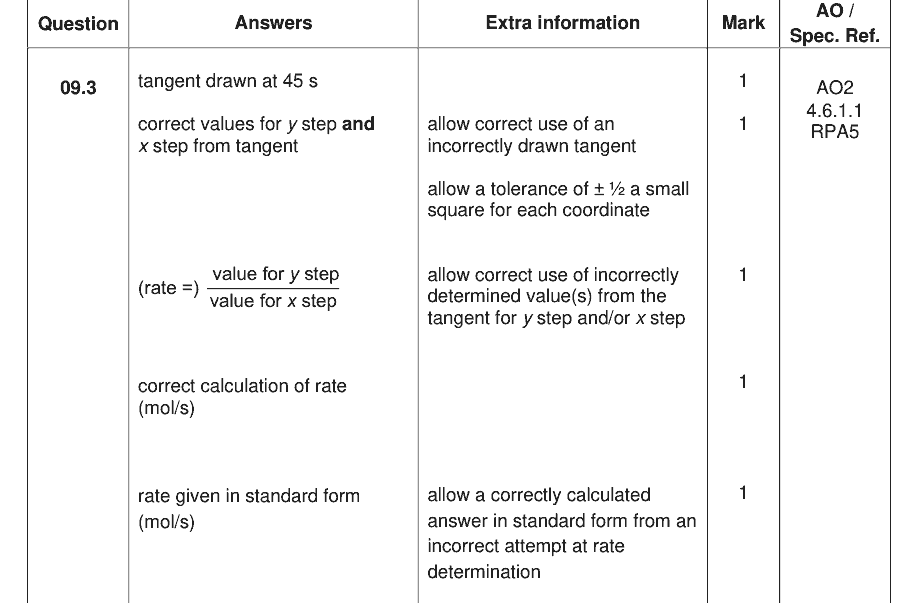 Question Answers Extra information Mark AO / Spec. Ref.
09.3 tangent drawn at 45 s 1 AO2
4.6.1.1
RPA5
correct values for y step and
x step from tangent
allow correct use of an
incorrectly drawn tangent
1
allow a tolerance of ± ½ a small
square for each coordinate
(rate =) value for y step
value for x step
allow correct use of incorrectly
determined value(s) from the
tangent for y step and/or x step
1
correct calculation of rate
(mol/s)
1
rate given in standard form
(mol/s)
allow a correctly calculated
answer in standard form from an
incorrect attempt at rate
determination
1